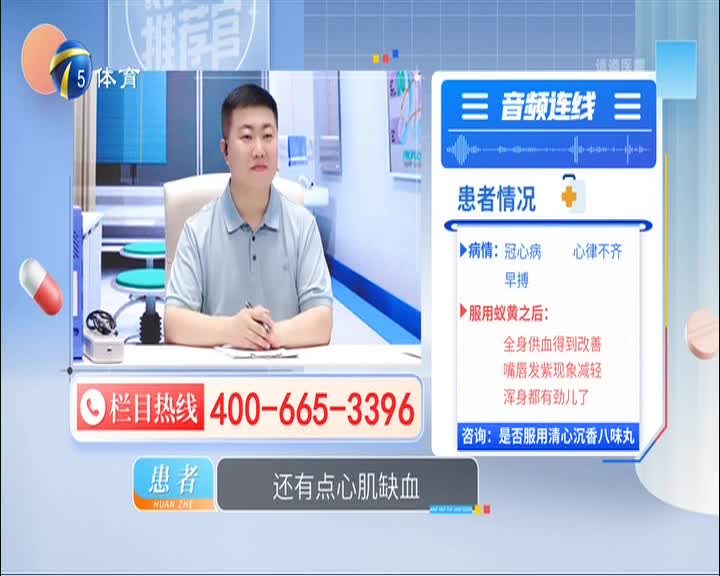 推荐官
5体育
音频连线
患者情况
病情：冠心病 心律不齐
早搏
服用蚁黄之后：
全身供血得到改善
嘴唇发紫现象减轻
浑身都有劲儿了
咨询：是否服用清心沉香八味丸
栏目热线 400-665-3396
患者
HUAN ZHE
还有点心肌缺血